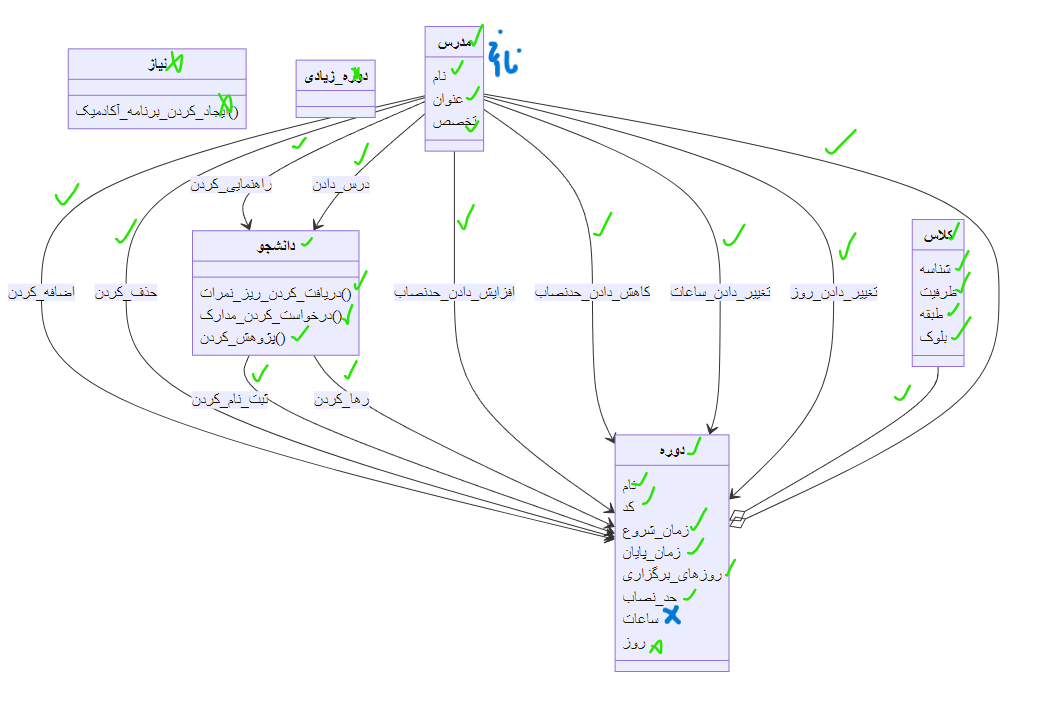 نیاز
ایجاد_کردن_برنامه_آکادمیک()
دوره_زیادی
مدرس
نام
عنوان
تخصص
راهنمایی_کردن
درس_دادن
دانشجو
دریافت_کردن_ریز_نمرات()
درخواست_کردن_مدارک()
پژوهش_کردن()
کلاس
شناسه
ظرفیت
طبقه
بلوک
اضافه_کردن
حذف_کردن
افزایش_دادن_حدنصاب
کاهش_دادن_حدنصاب
تغییر_دادن_ساعات
تغییر_دادن_روز
ثبت_نام_کردن
رها_کردن
دوره
نام
کد
زمان_شروع
زمان_پایان
روزهای_برگزاری
حد_نصاب
ساعات
روز